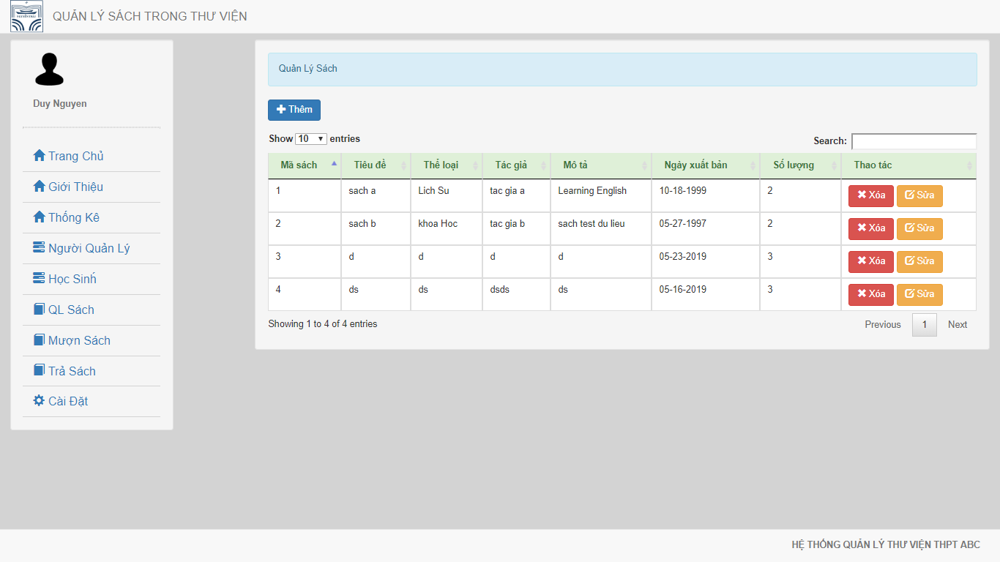 QUẢN LÝ SÁCH TRONG THƯ VIỆN
Duy Nguyen
Trang Chủ
Giới Thiệu
Thống Kê
Người Quản Lý
Học Sinh
QL Sách
Mượn Sách
Trả Sách
Cài Đặt
Quản Lý Sách
Thêm
Show 10 entries
Search:
Mã sách Tiêu đề Thể loại Tác giả Mô tả Ngày xuất bản Số lượng Thao tác
1 sach a Lich Su tac gia a Learning English 10-18-1999 2 Xóa Sửa
2 sach b khoa Hoc tac gia b sach test du lieu 05-27-1997 2 Xóa Sửa
3 d d d d 05-23-2019 3 Xóa Sửa
4 ds ds dsds ds 05-16-2019 3 Xóa Sửa
Showing 1 to 4 of 4 entries
Previous 1 Next
HỆ THỐNG QUẢN LÝ THƯ VIỆN THPT ABC